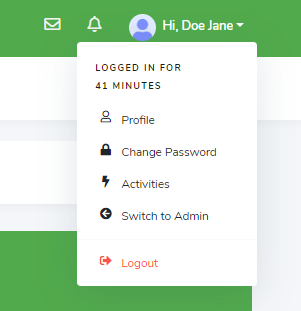 Hi, Doe Jane
LOGGED IN FOR
41 MINUTES
Profile
Change Password
Activities
Switch to Admin
Logout